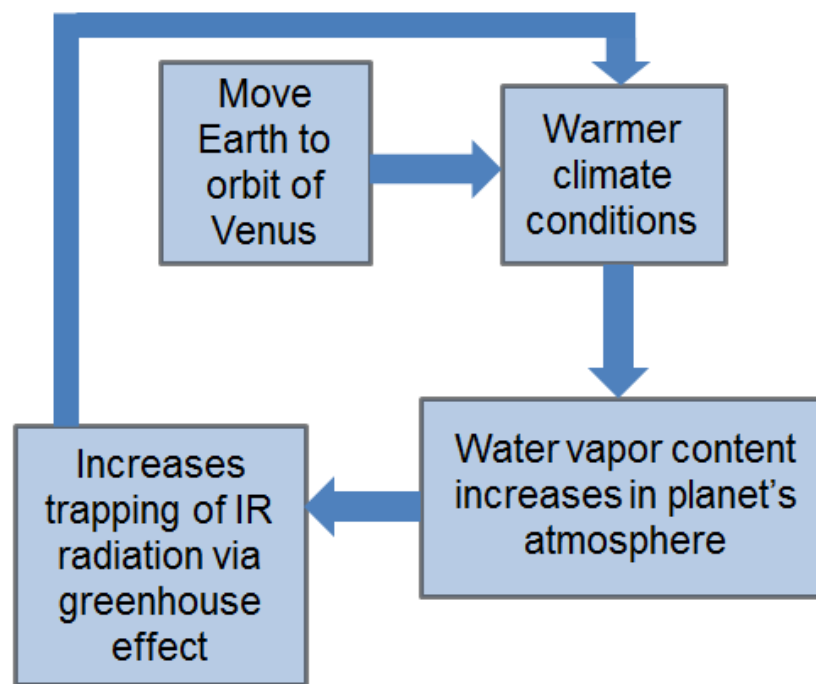 Move
Earth to
orbit of
Venus
Warmer
climate
conditions
Water vapor content
increases in planet's
atmosphere
Increases
trapping of IR
radiation via
greenhouse
effect